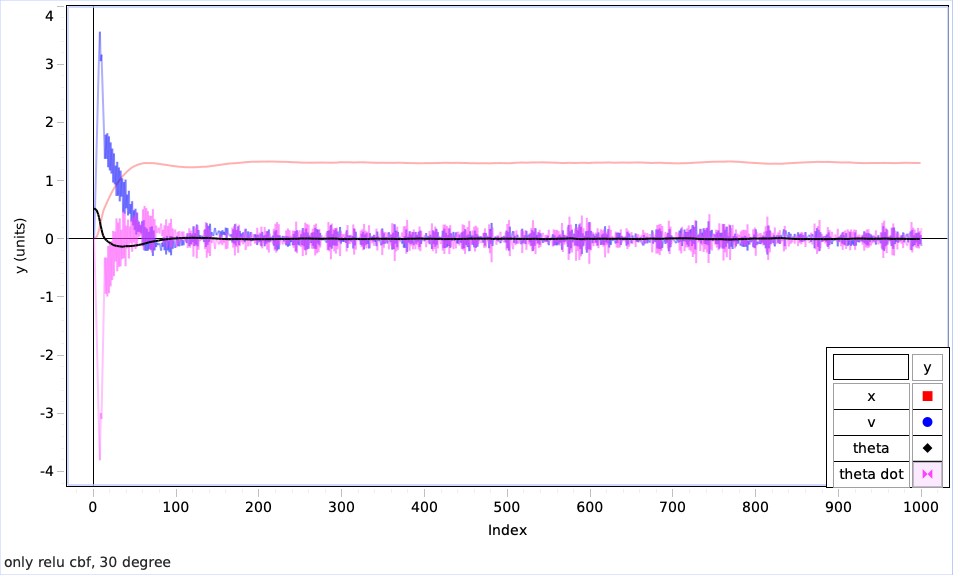 4
3
2
1
0
-1
-2
-3
-4
y (units)
0 100 200 300 400 500 600 700 800 900 1000
Index
y
x
v
theta
theta dot
only relu cbf, 30 degree